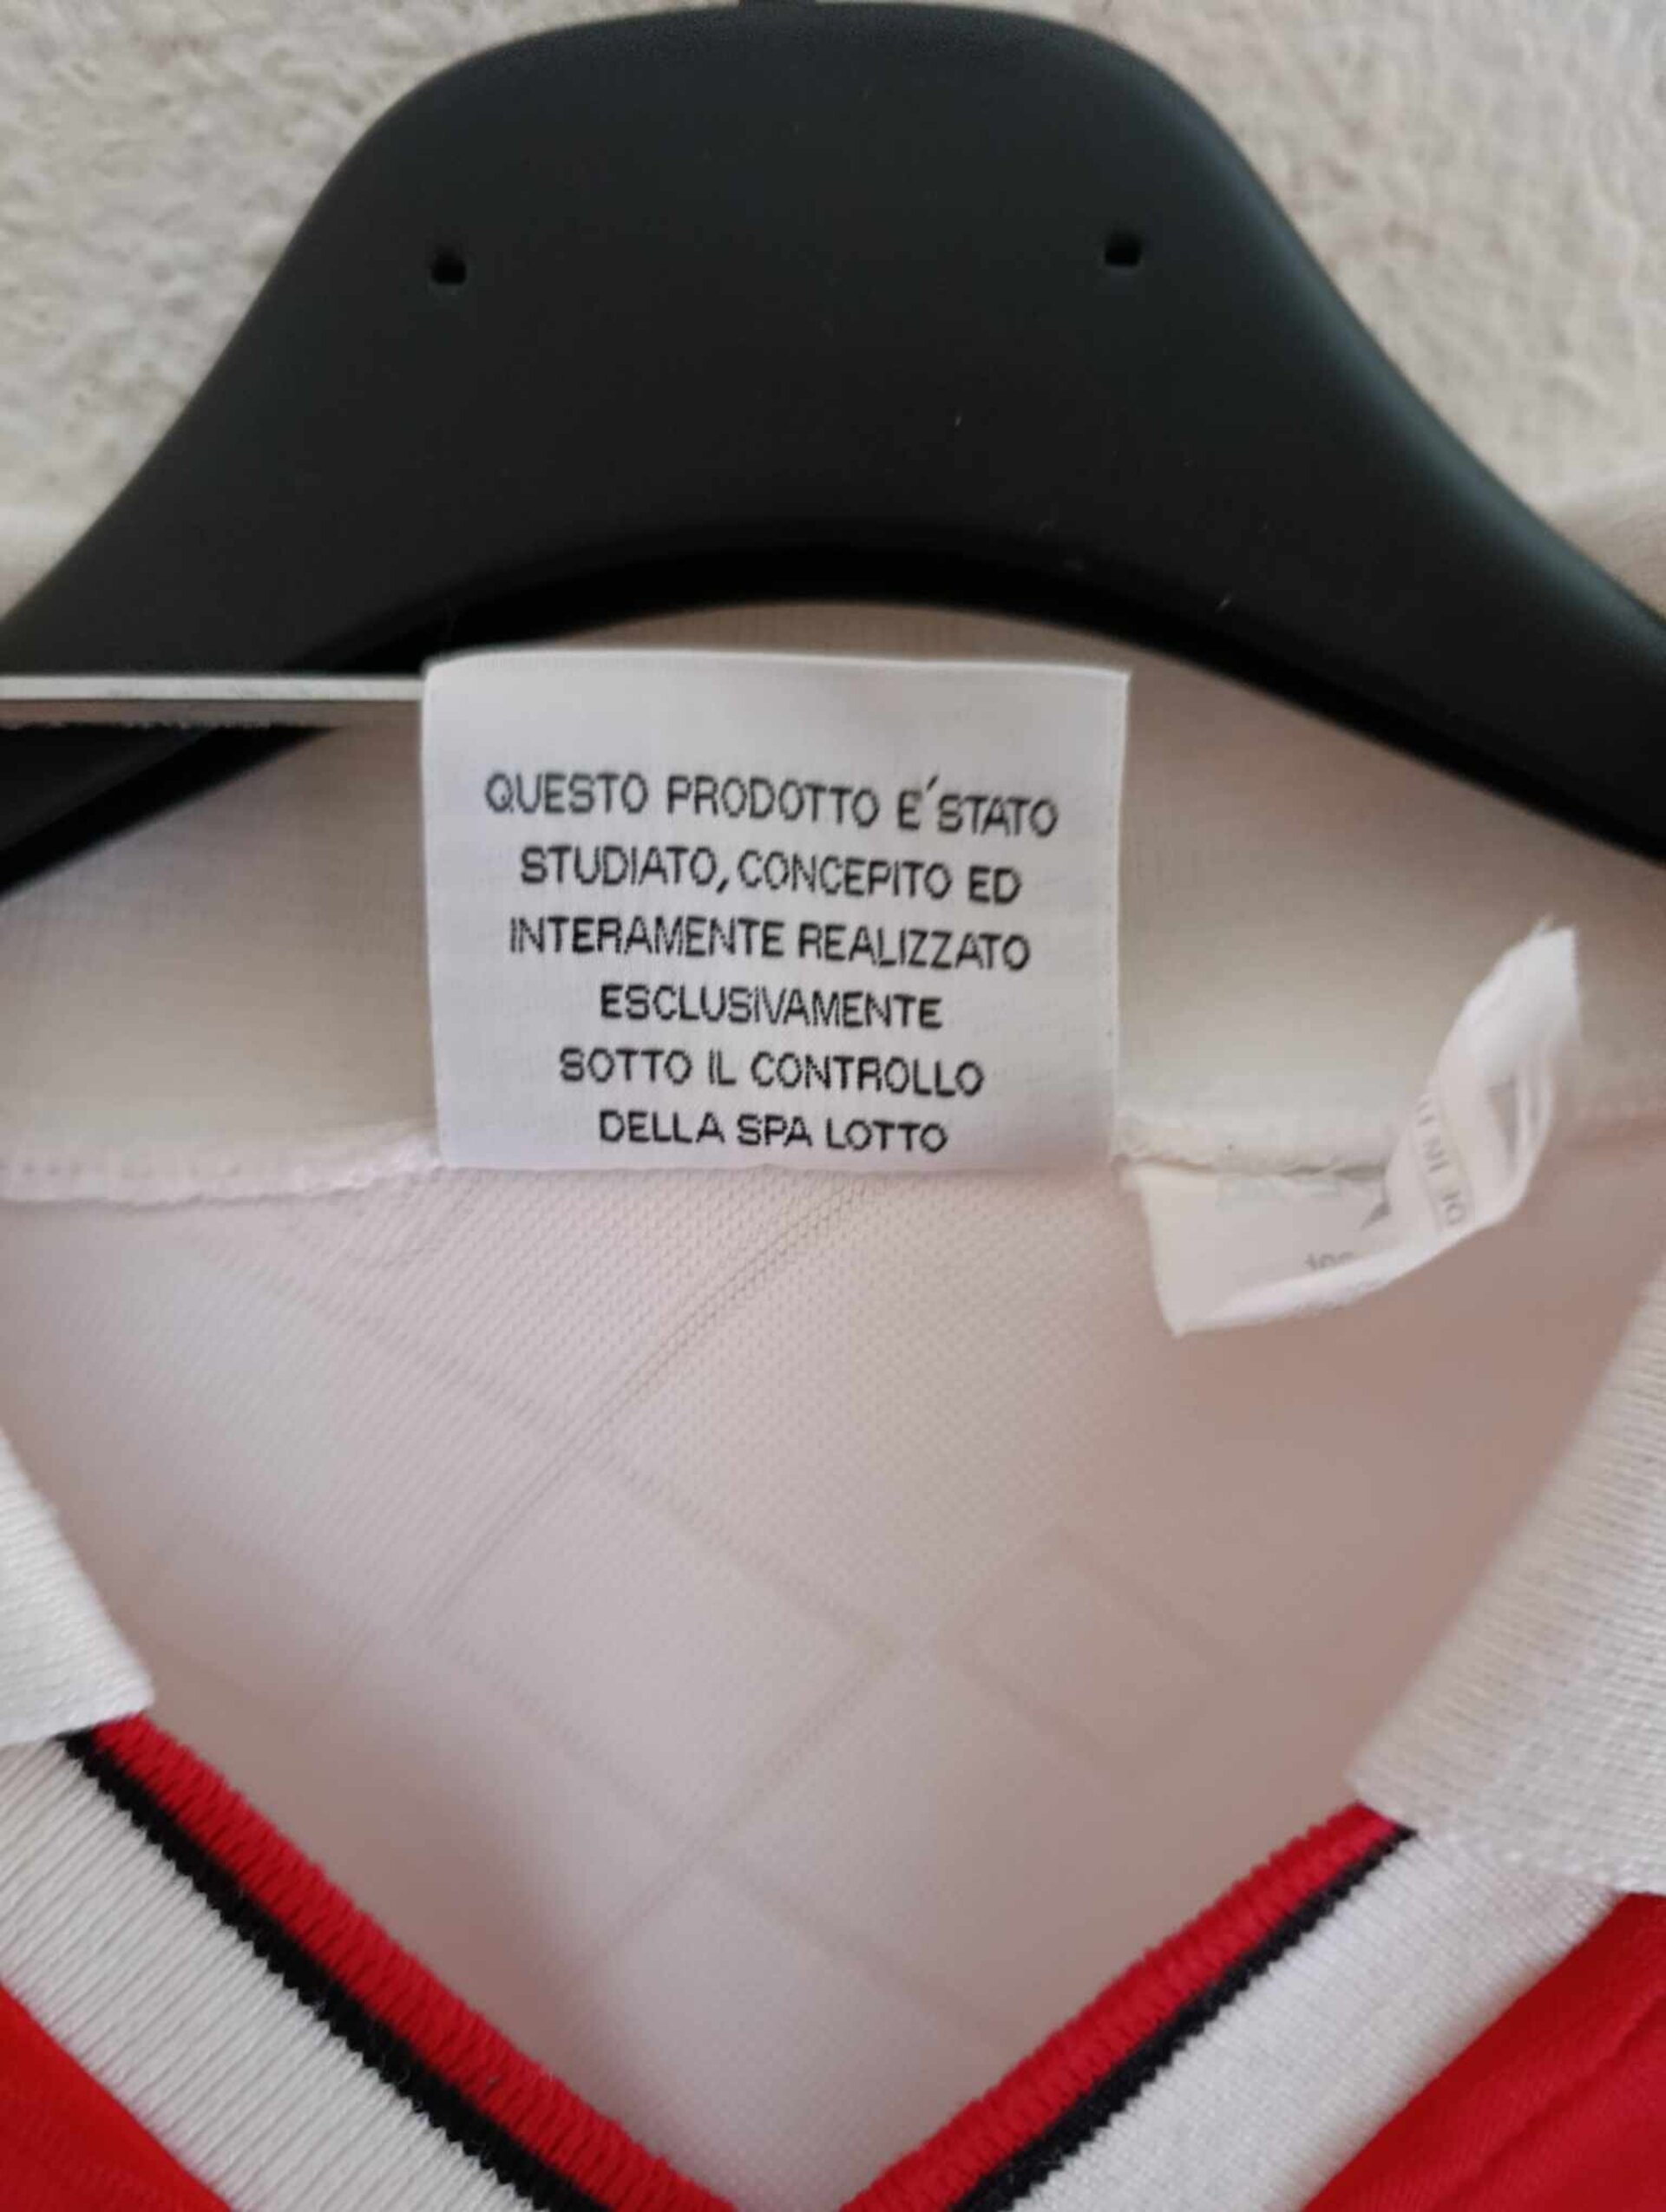 QUESTO PRODOTTO E´STATO
STUDIATO, CONCEPITO ED
INTERAMENTE REALIZZATO
ESCLUSIVAMENTE
SOTTO IL CONTROLLO
DELLA SPA LOTTO